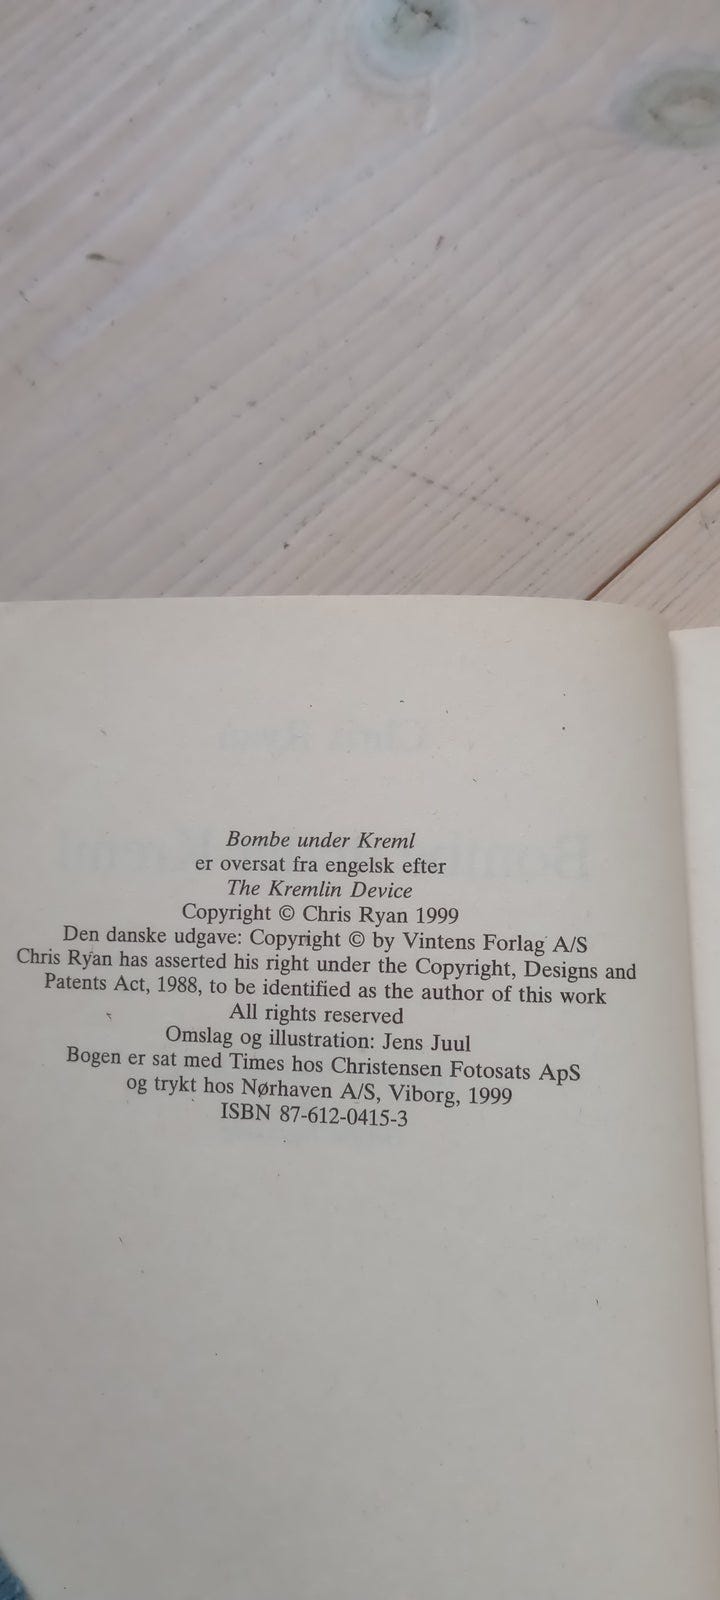 Bombe under Kreml
er oversat fra engelsk efter
The Kremlin Device
Copyright © Chris Ryan 1999
Den danske udgave: Copyright © by Vintens Forlag A/S
Chris Ryan has asserted his right under the Copyright, Designs and
Patents Act, 1988, to be identified as the author of this work
All rights reserved
Omslag og illustration: Jens Juul
Bogen er sat med Times hos Christensen Fotosats ApS
og trykt hos Nørhaven A/S, Viborg, 1999
ISBN 87-612-0415-3